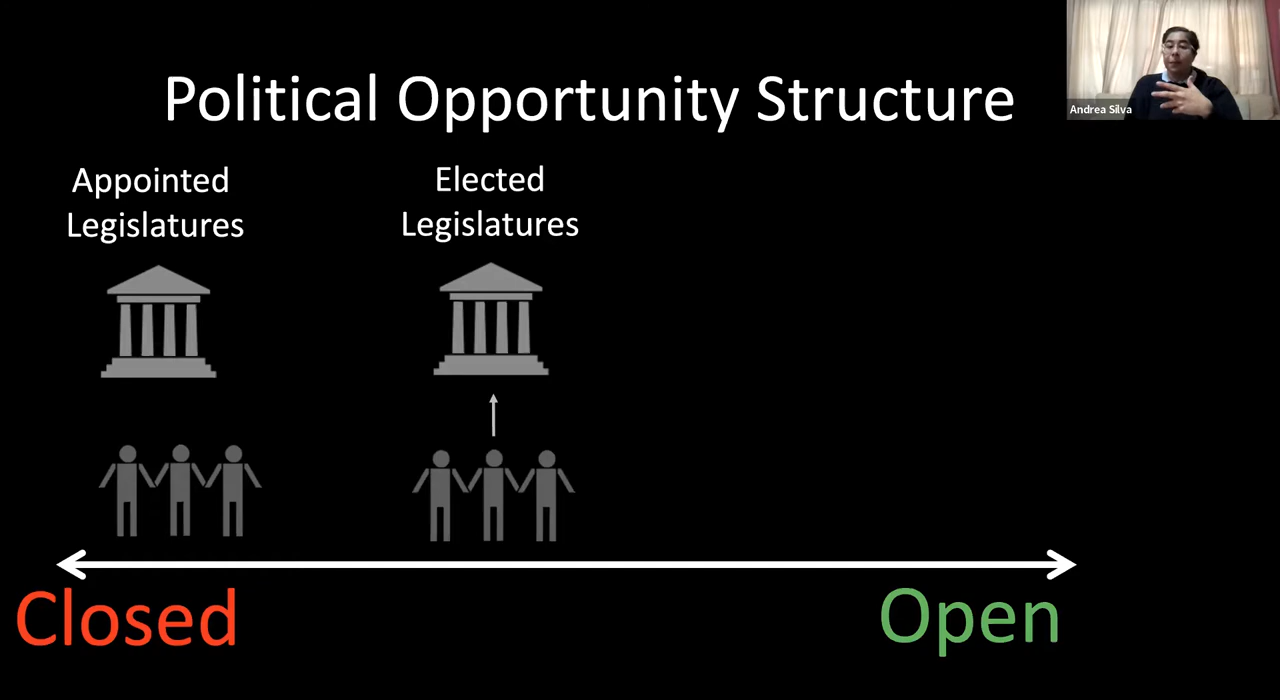 Political Opportunity Structure
Andrea Silva
Appointed
Legislatures
Elected
Legislatures
Closed
Open